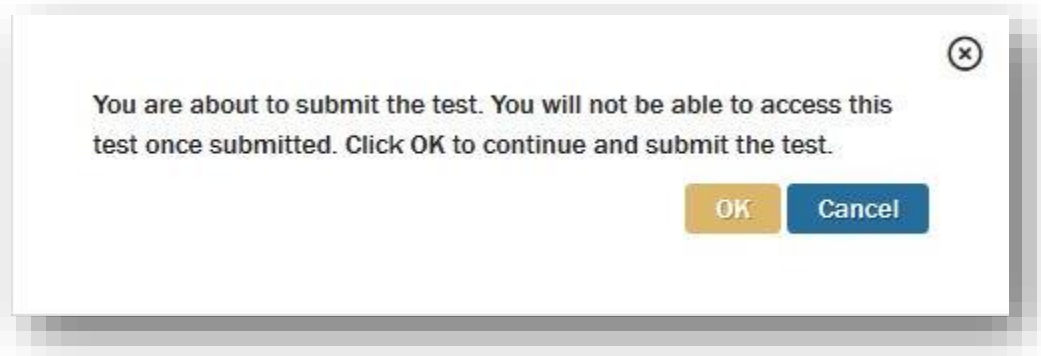 You are about to submit the test. You will not be able to access this
test once submitted. Click OK to continue and submit the test.
OK Cancel